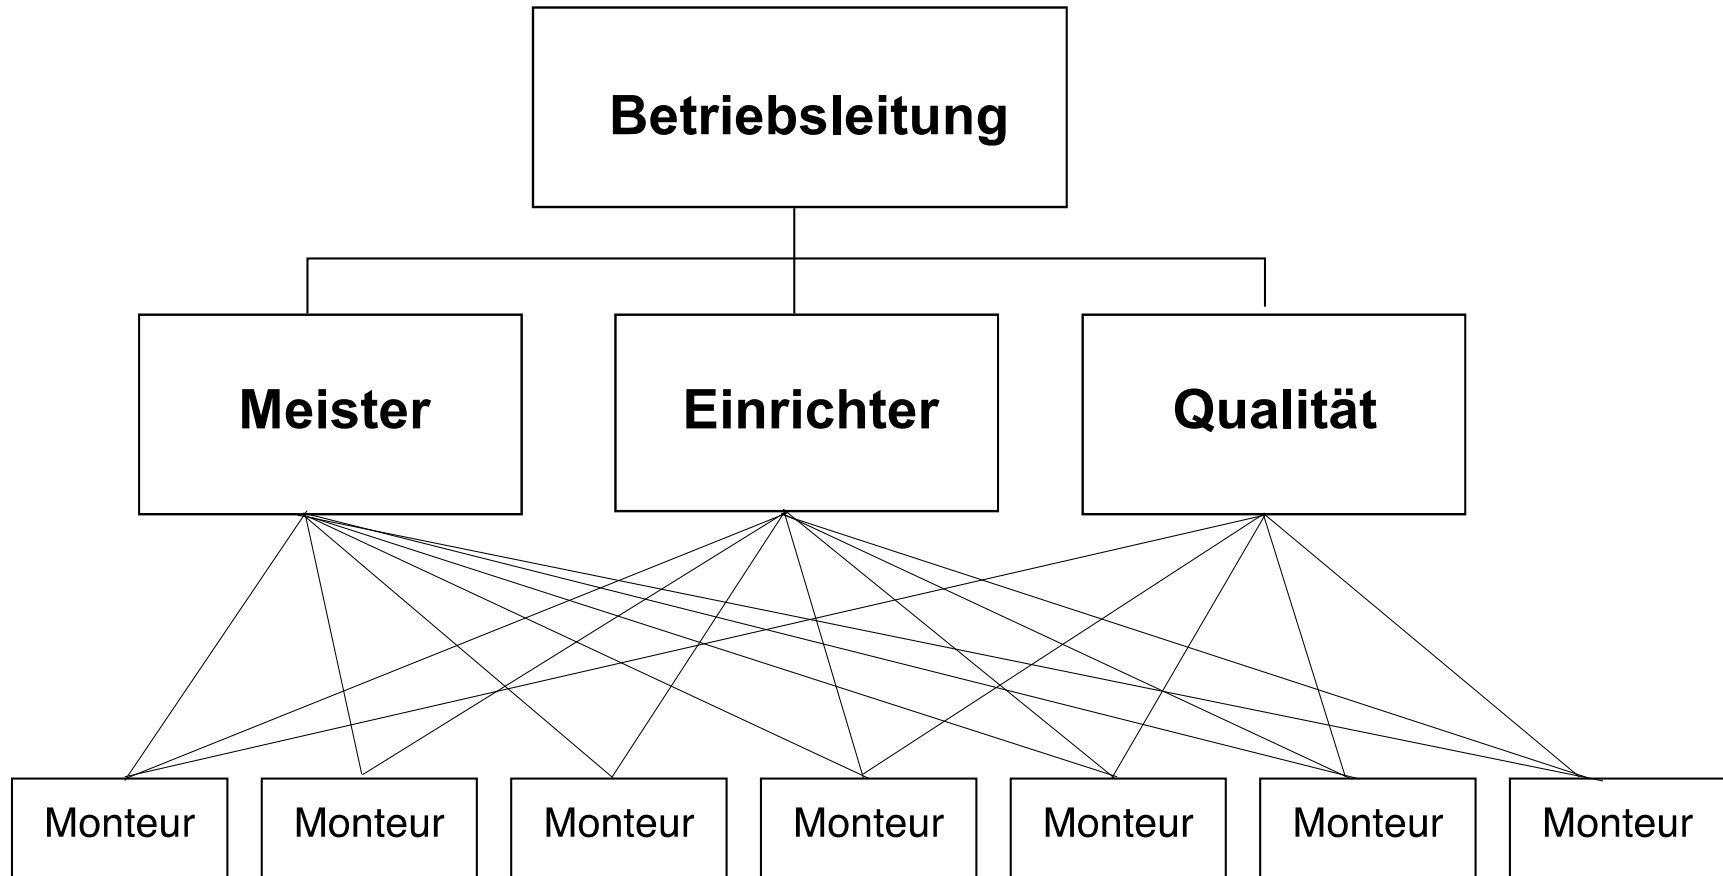 Betriebsleitung
Meister
Einrichter
Qualität
Monteur
Monteur
Monteur
Monteur
Monteur
Monteur
Monteur